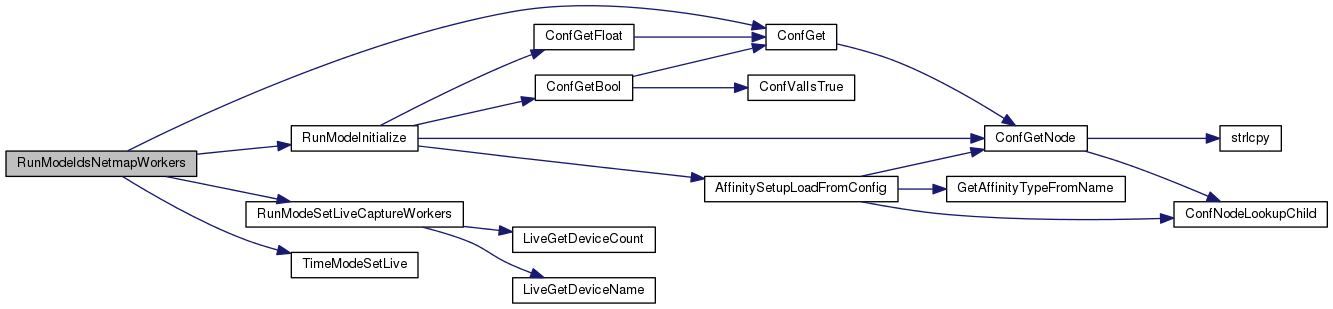 RunModeIdsNetmapWorkers
ConfGet
RunModeInitialize
ConfGetFloat
ConfGetBool
ConfValIsTrue
ConfGetNode
strlcpy
ConfNodeLookupChild
AffinitySetupLoadFromConfig
GetAffinityTypeFromName
RunModeSetLiveCaptureWorkers
LiveGetDeviceCount
LiveGetDeviceName
TimeModeSetLive